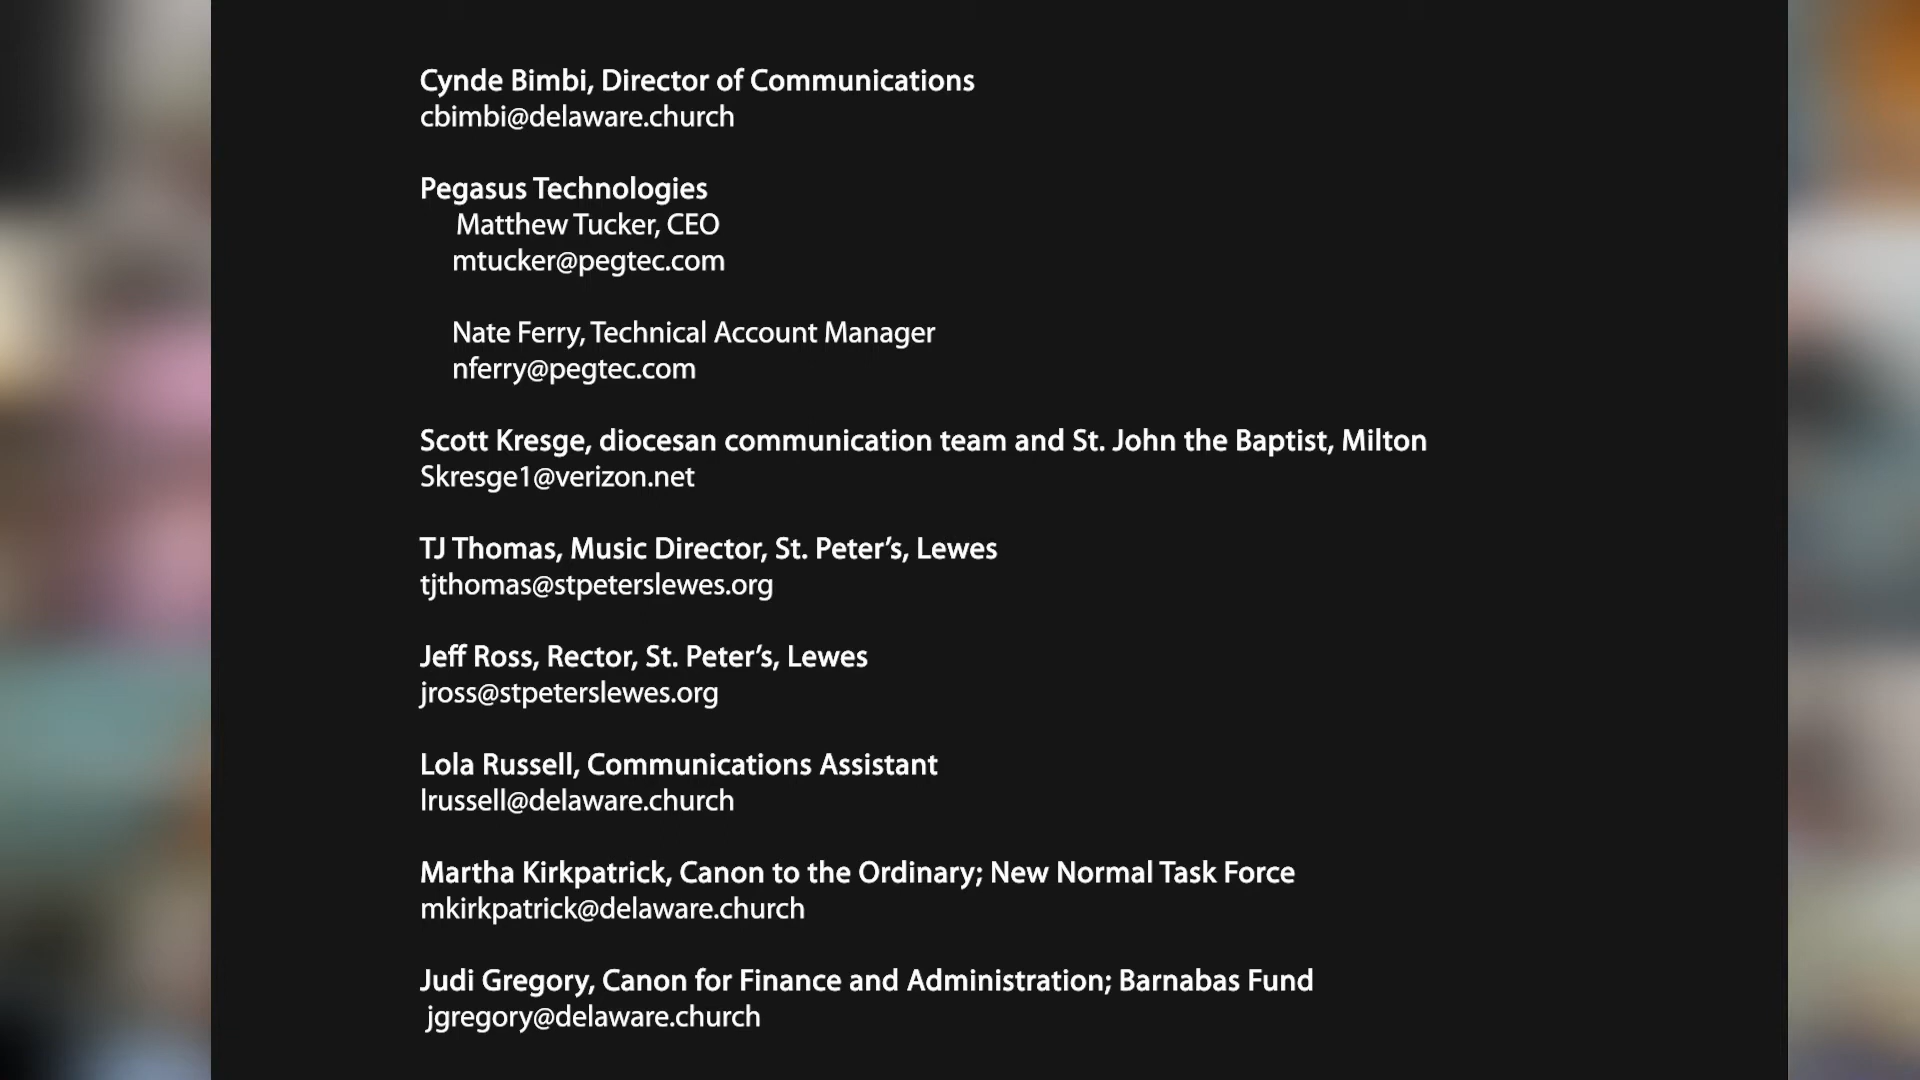 Cynde Bimbi, Director of Communications
cbimbi@delaware.church
Pegasus Technologies
Matthew Tucker, CEO
mtucker@pegtec.com
Nate Ferry, Technical Account Manager
nferry@pegtec.com
Scott Kresge, diocesan communication team and St. John the Baptist, Milton
Skresge1@verizon.net
TJ Thomas, Music Director, St. Peter’s, Lewes
tjthomas@stpeterslewes.org
Jeff Ross, Rector, St. Peter’s, Lewes
jross@stpeterslewes.org
Lola Russell, Communications Assistant
lrussell@delaware.church
Martha Kirkpatrick, Canon to the Ordinary; New Normal Task Force
mkirkpatrick@delaware.church
Judi Gregory, Canon for Finance and Administration; Barnabas Fund
jgregory@delaware.church